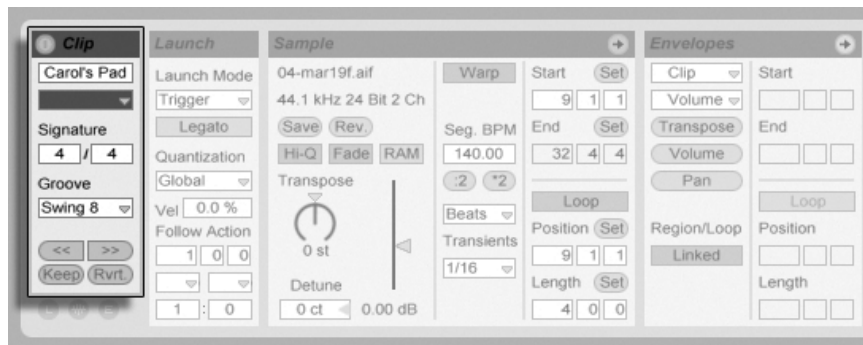 Clip
Carol's Pad
Signature
4 / 4
Groove
Swing 8
<< >>
Keep Rvrt.
L E
Launch
Launch Mode
Trigger
Legato
Quantization
Global
Vel 0.0 %
Follow Action
1 0 0
1 : 0
Sample
04-mar19f.aif
44.1 kHz 24 Bit 2 Ch
Save Rev.
Hi-Q Fade RAM
Transpose
0 st
Detune
0 ct 0.00 dB
Warp
Seg. BPM
140.00
:2 *2
Beats
Transients
1/16
Start Set
9 1 1
End Set
32 4 4
Loop
Position Set
9 1 1
Length Set
4 0 0
Envelopes
Clip
Volume
Transpose
Volume
Pan
Region/Loop
Linked
Start
End
Loop
Position
Length